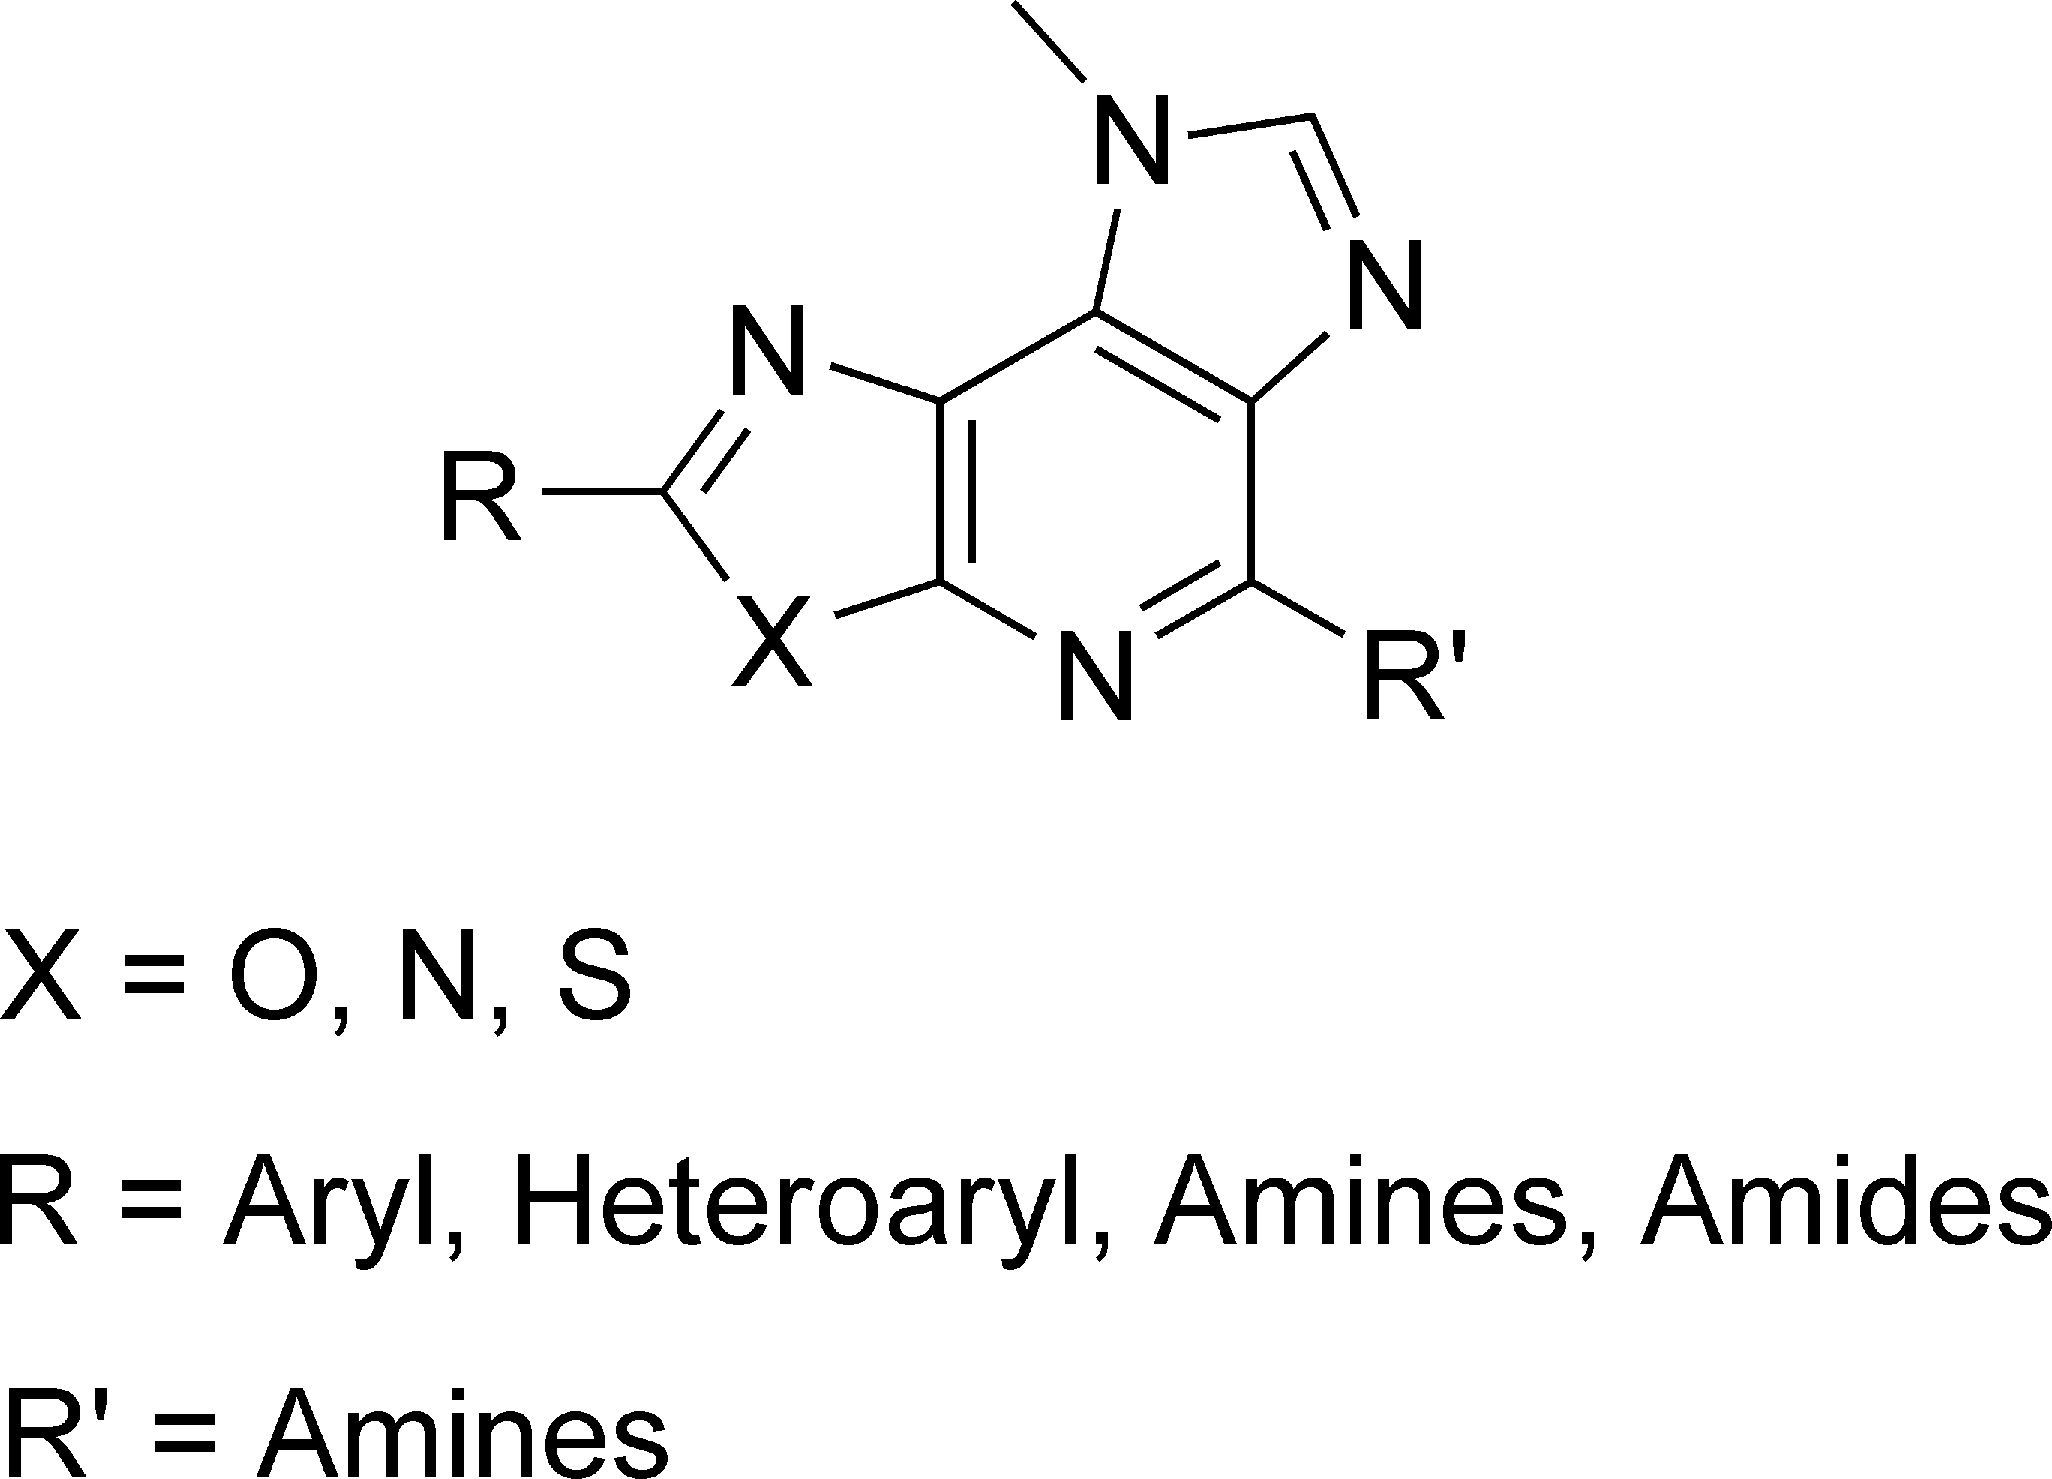 N
N
N
R
X
N
R'
X = O, N, S
R = Aryl, Heteroaryl, Amines, Amides
R' = Amines